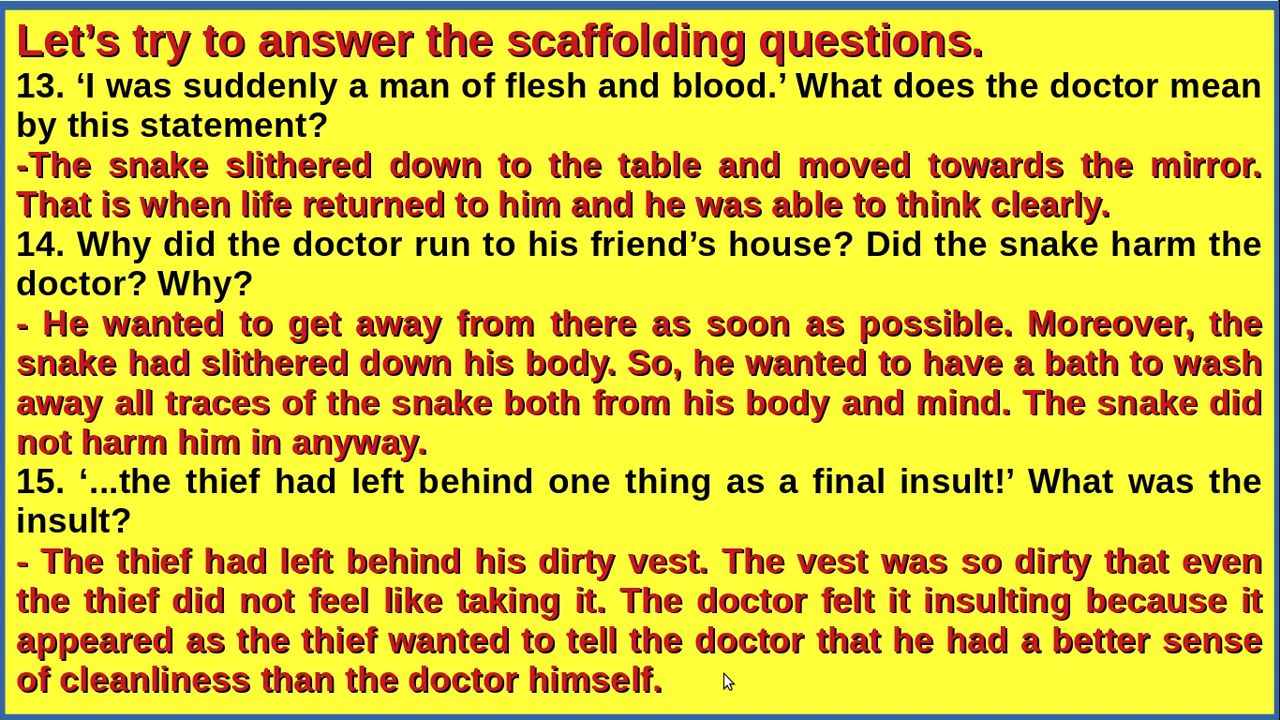 Let’s try to answer the scaffolding questions.
13. ‘I was suddenly a man of flesh and blood.’ What does the doctor mean
by this statement?
-The snake slithered down to the table and moved towards the mirror.
That is when life returned to him and he was able to think clearly.
14. Why did the doctor run to his friend’s house? Did the snake harm the
doctor? Why?
- He wanted to get away from there as soon as possible. Moreover, the
snake had slithered down his body. So, he wanted to have a bath to wash
away all traces of the snake both from his body and mind. The snake did
not harm him in anyway.
15. ‘...the thief had left behind one thing as a final insult!’ What was the
insult?
- The thief had left behind his dirty vest. The vest was so dirty that even
the thief did not feel like taking it. The doctor felt it insulting because it
appeared as the thief wanted to tell the doctor that he had a better sense
of cleanliness than the doctor himself.